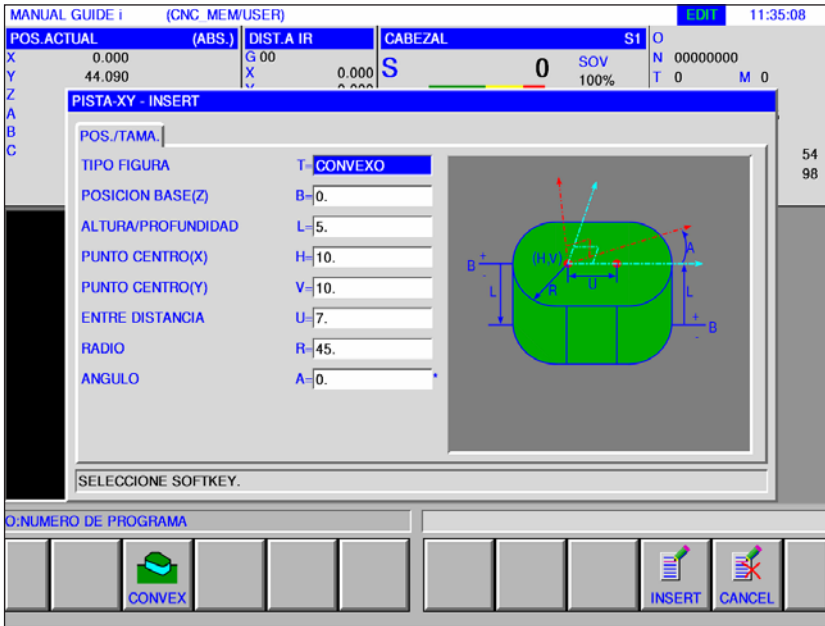 MANUAL GUIDE i (CNC_MEM/USER) EDIT 11:35:08
POS.ACTUAL (ABS.) DIST.A IR CABEZAL S1 O
X 0.000 G 00 S 0 SOV N 00000000
Y 44.090 X 0.000 100% T 0 M 0
Z
A
B
C
54
98
PISTA-XY - INSERT
POS./TAMA.
TIPO FIGURA T=CONVEXO
POSICION BASE(Z) B=0.
ALTURA/PROFUNDIDAD L=5.
PUNTO CENTRO(X) H=10.
PUNTO CENTRO(Y) V=10.
ENTRE DISTANCIA U=7.
RADIO R=45.
ANGULO A=0. *
A
B + - (H,V)
U
L R L
+ - B
SELECCIONE SOFTKEY.
O:NUMERO DE PROGRAMA
CONVEX INSERT CANCEL